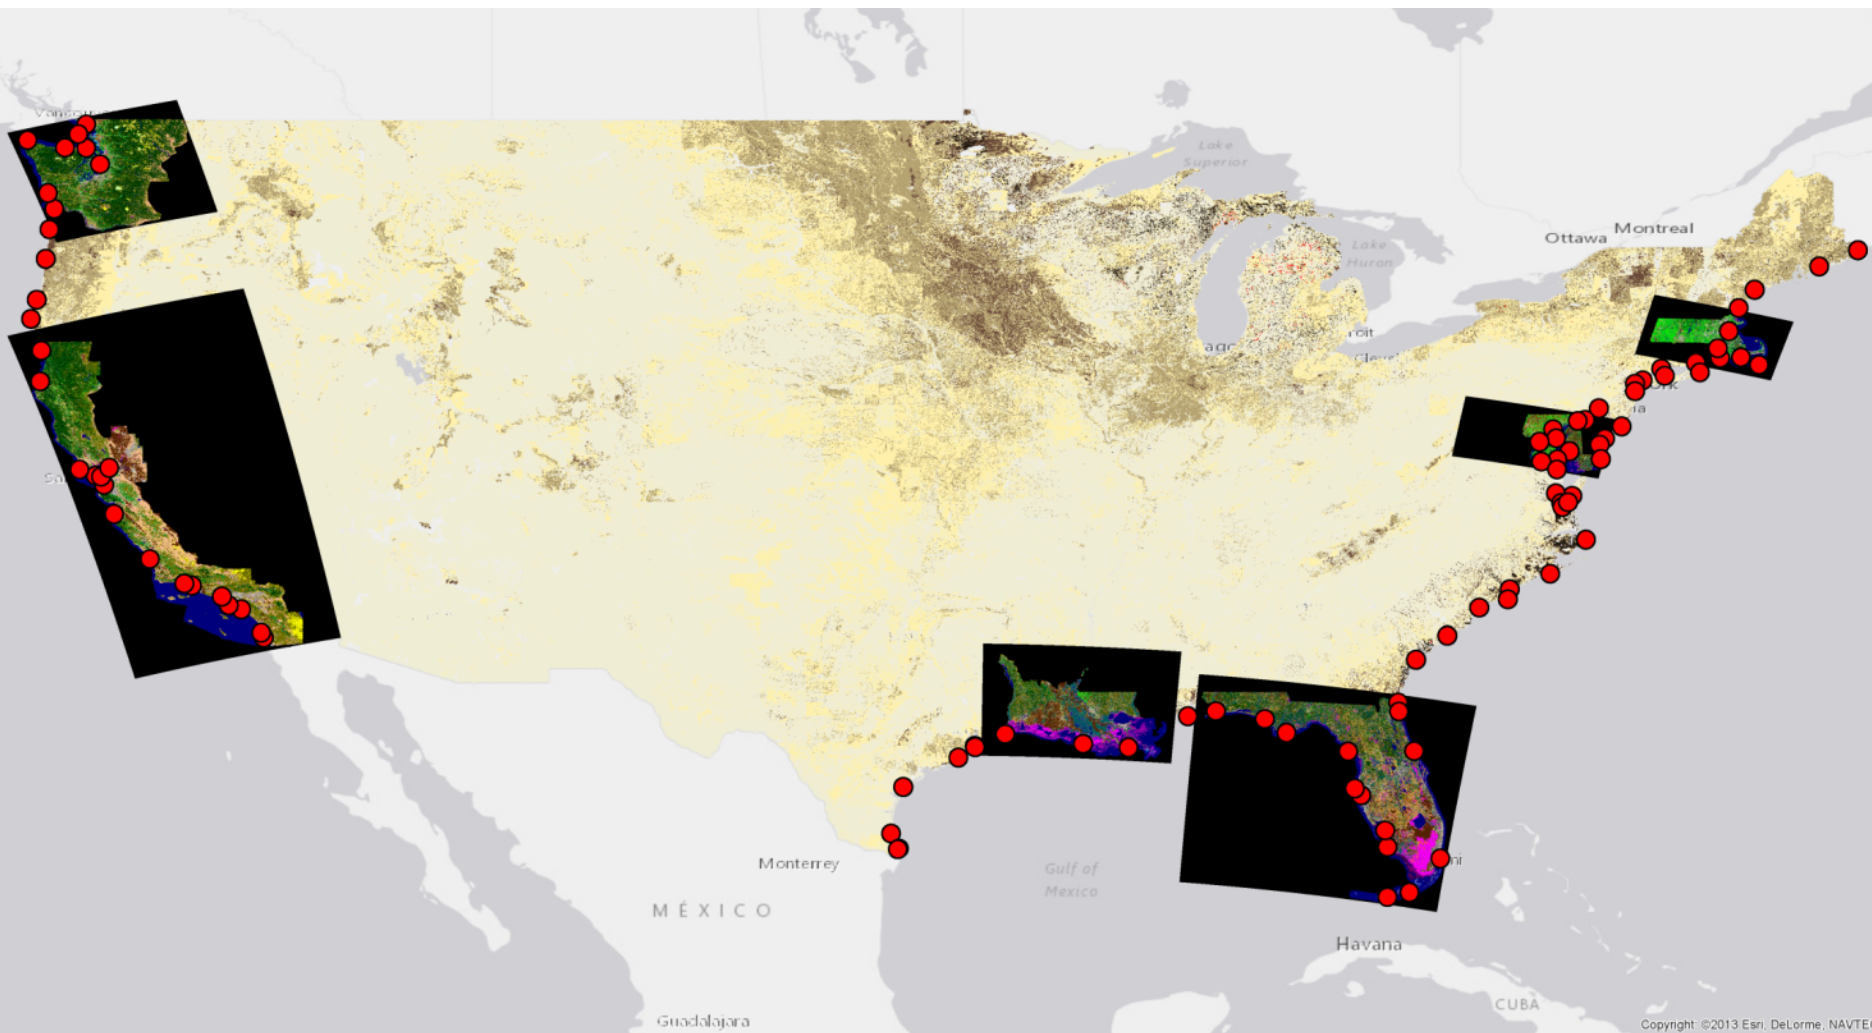 Lake
Superior
Ottawa
Montreal
Lake
Huron
Monterrey
Gulf of
Mexico
MÉXICO
Havana
CUBA
Guadalajara
Copyright: ©2013 Esri, DeLorme, NAVTE